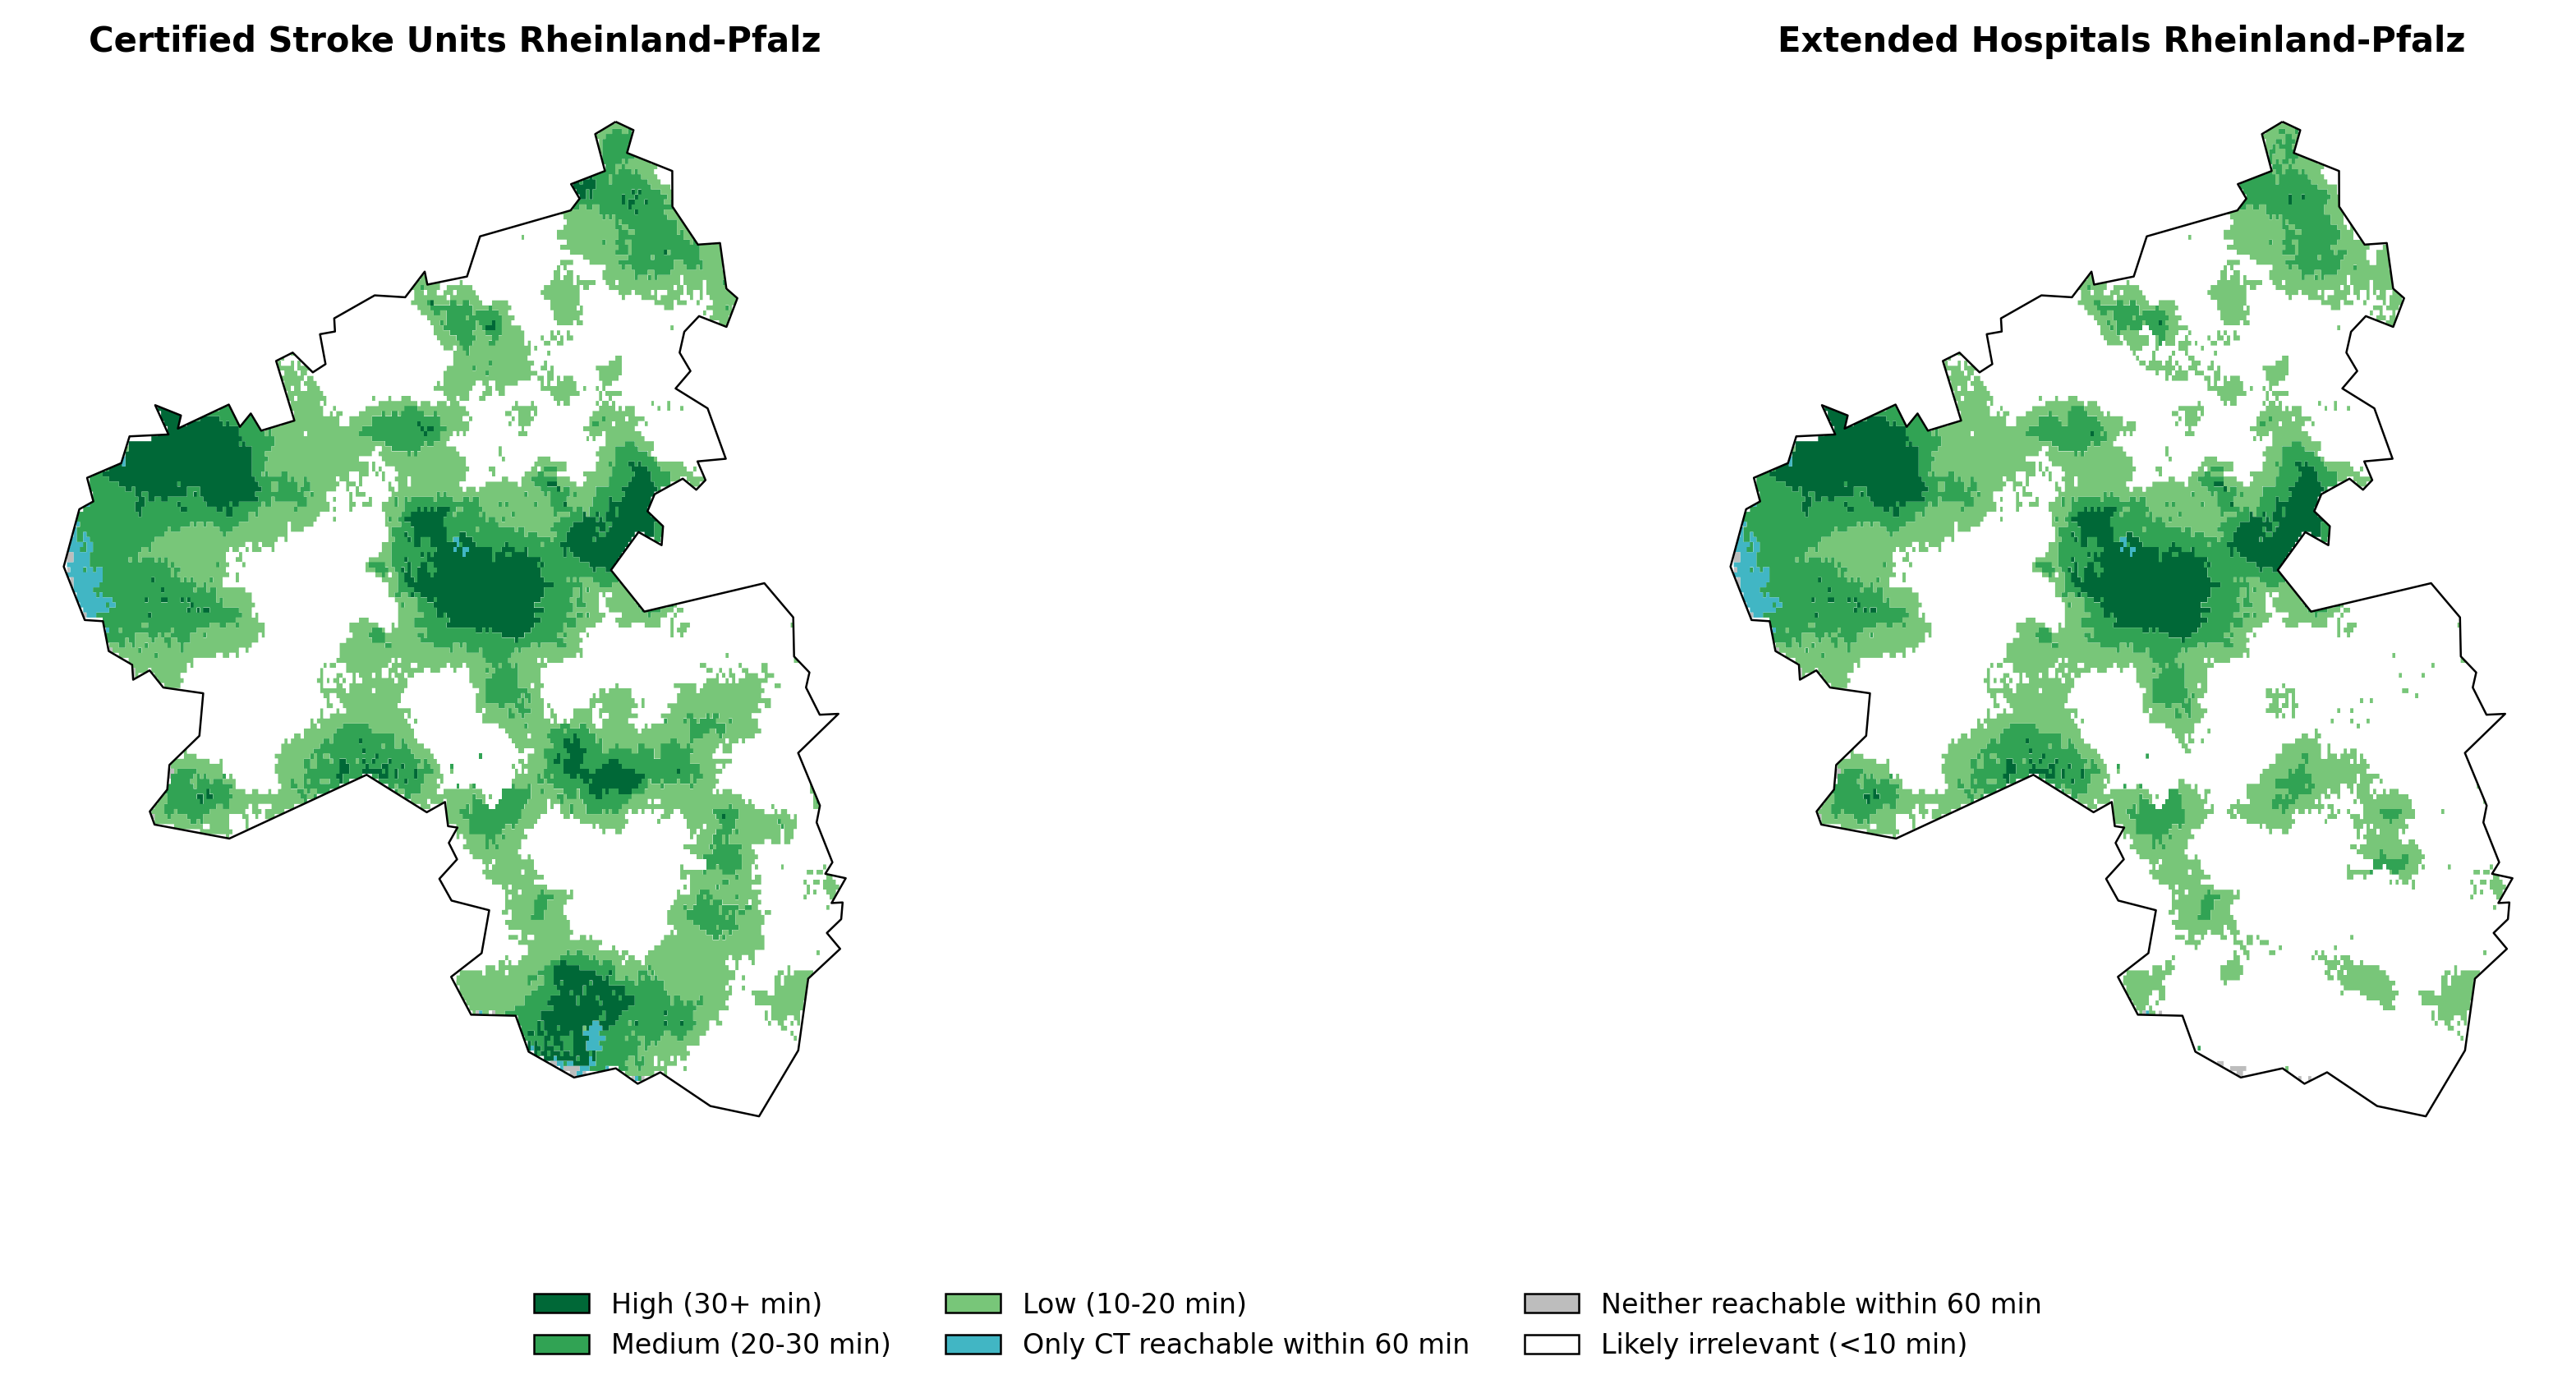 Certified Stroke Units Rheinland-Pfalz
Extended Hospitals Rheinland-Pfalz
High (30+ min)
Medium (20-30 min)
Low (10-20 min)
Only CT reachable within 60 min
Neither reachable within 60 min
Likely irrelevant (<10 min)